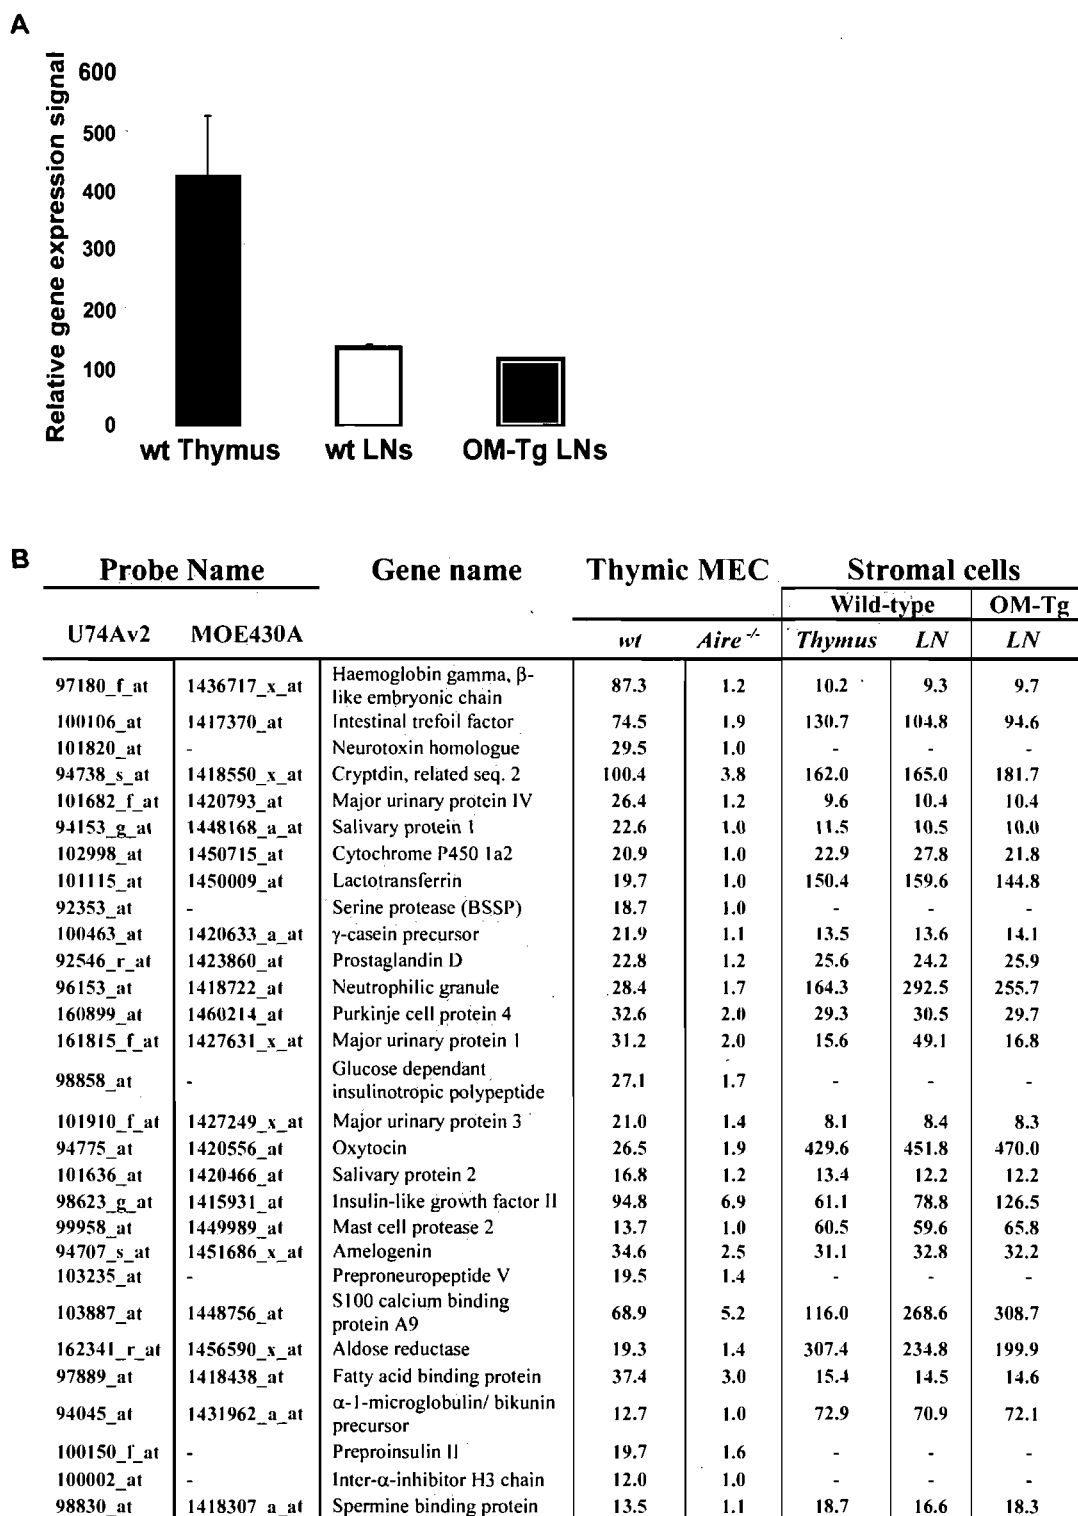 A
Relative gene expression signal
600
500
400
300
200
100
0
wt Thymus wt LNs OM-Tg LNs
B
Probe Name Gene name Thymic MEC Stromal cells
Wild-type OM-Tg
U74Av2 MOE430A wt Aire -/- Thymus LN LN
97180_f_at 1436717_x_at Haemoglobin gamma, β-like embryonic chain 87.3 1.2 10.2 9.3 9.7
100106_at 1417370_at Intestinal trefoil factor 74.5 1.9 130.7 104.8 94.6
101820_at - Neurotoxin homologue 29.5 1.0 - - -
94738_s_at 1418550_x_at Cryptdin, related seq. 2 100.4 3.8 162.0 165.0 181.7
101682_f_at 1420793_at Major urinary protein IV 26.4 1.2 9.6 10.4 10.4
94153_g_at 1448168_a_at Salivary protein 1 22.6 1.0 11.5 10.5 10.0
102998_at 1450715_at Cytochrome P450 1a2 20.9 1.0 22.9 27.8 21.8
101115_at 1450009_at Lactotransferrin 19.7 1.0 150.4 159.6 144.8
92353_at - Serine protease (BSSP) 18.7 1.0 - - -
100463_at 1420633_a_at γ-casein precursor 21.9 1.1 13.5 13.6 14.1
92546_r_at 1423860_at Prostaglandin D 22.8 1.2 25.6 24.2 25.9
96153_at 1418722_at Neutrophilic granule 28.4 1.7 164.3 292.5 255.7
160899_at 1460214_at Purkinje cell protein 4 32.6 2.0 29.3 30.5 29.7
161815_f_at 1427631_x_at Major urinary protein 1 31.2 2.0 15.6 49.1 16.8
98858_at - Glucose dependant insulinotropic polypeptide 27.1 1.7 - - -
101910_f_at 1427249_x_at Major urinary protein 3 21.0 1.4 8.1 8.4 8.3
94775_at 1420556_at Oxytocin 26.5 1.9 429.6 451.8 470.0
101636_at 1420466_at Salivary protein 2 16.8 1.2 13.4 12.2 12.2
98623_g_at 1415931_at Insulin-like growth factor II 94.8 6.9 61.1 78.8 126.5
99958_at 1449989_at Mast cell protease 2 13.7 1.0 60.5 59.6 65.8
94707_s_at 1451686_x_at Amelogenin 34.6 2.5 31.1 32.8 32.2
103235_at - Preproneuropeptide V 19.5 1.4 - - -
103887_at 1448756_at S100 calcium binding protein A9 68.9 5.2 116.0 268.6 308.7
162341_r_at 1456590_x_at Aldose reductase 19.3 1.4 307.4 234.8 199.9
97889_at 1418438_at Fatty acid binding protein 37.4 3.0 15.4 14.5 14.6
94045_at 1431962_a_at α-1-microglobulin/ bikunin precursor 12.7 1.0 72.9 70.9 72.1
100150_f_at - Preproinsulin II 19.7 1.6 - - -
100002_at - Inter-α-inhibitor H3 chain 12.0 1.0 - - -
98830_at 1418307_a_at Spermine binding protein 13.5 1.1 18.7 16.6 18.3